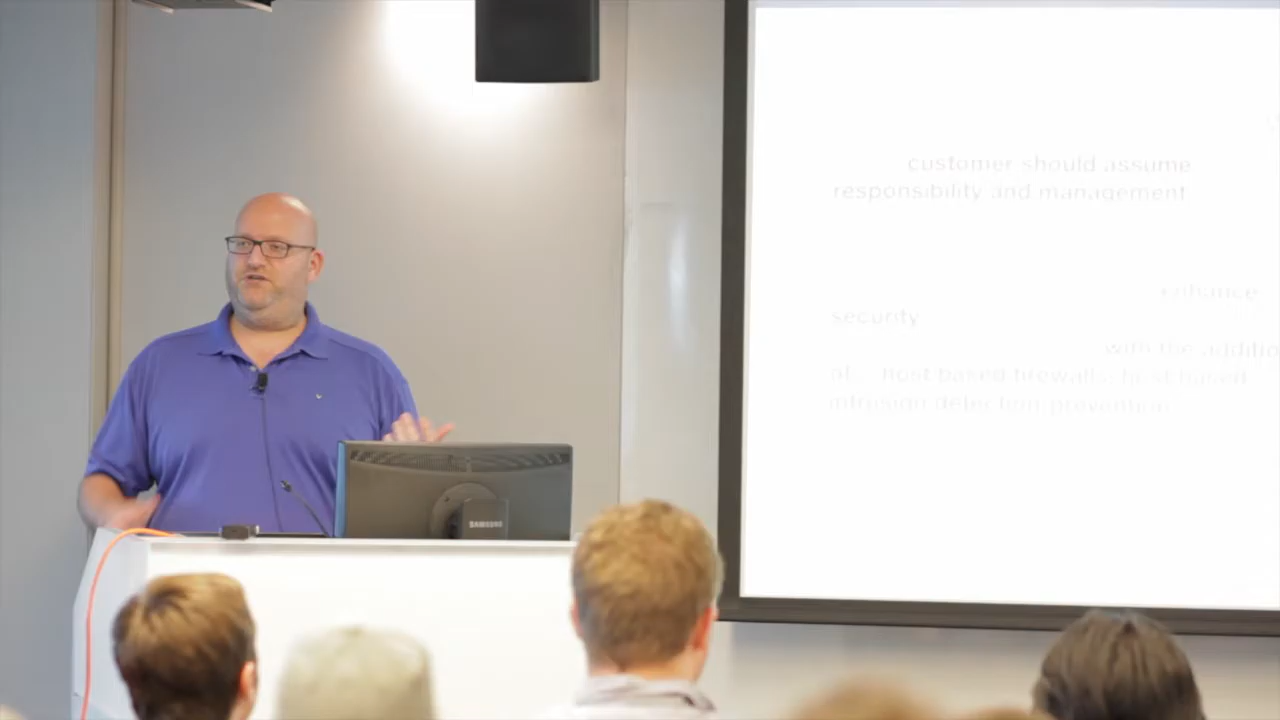 customer should assume
responsibility and management
enhance
security
with the additio
of... host based firewalls, host based
intrusion detection/prevention
SAMSUNG